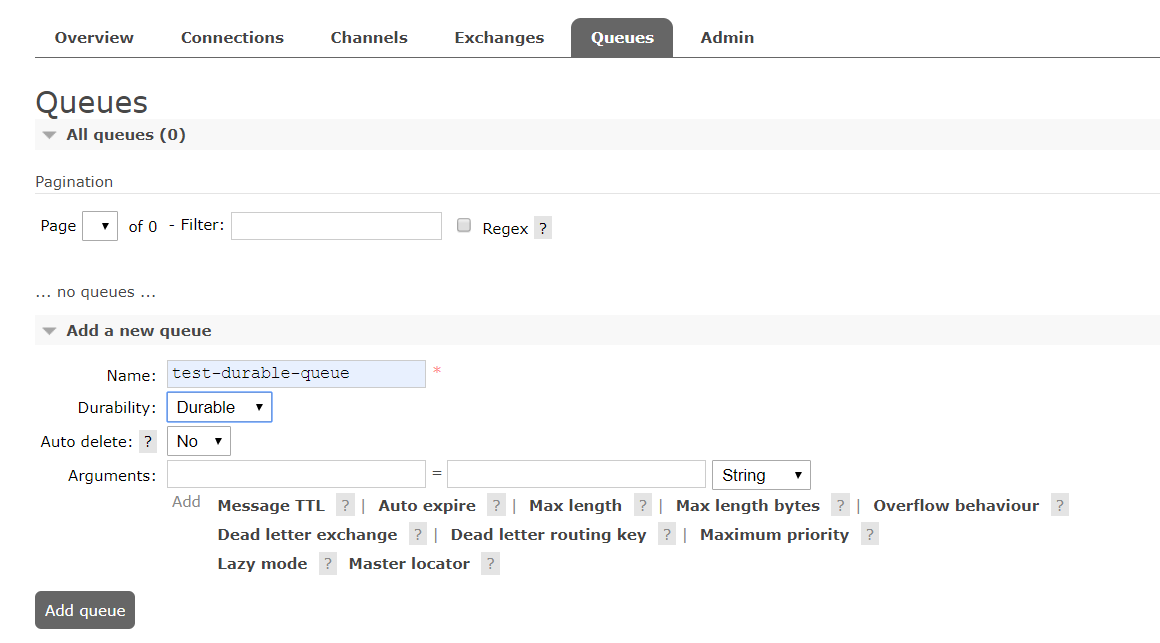 Overview Connections Channels Exchanges Queues Admin
Queues
All queues (0)
Pagination
Page of 0 - Filter: Regex ?
... no queues ...
Add a new queue
Name: test-durable-queue *
Durability: Durable
Auto delete: ? No
Arguments: = String
Add Message TTL ? | Auto expire ? | Max length ? | Max length bytes ? | Overflow behaviour ?
Dead letter exchange ? | Dead letter routing key ? | Maximum priority ?
Lazy mode ? Master locator ?
Add queue